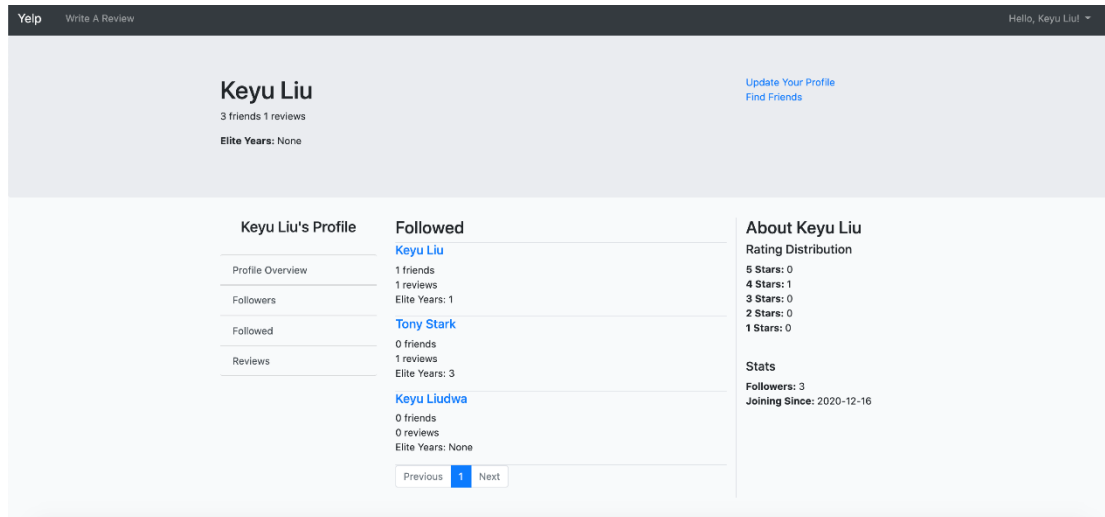 Yelp Write A Review Hello, Keyu Liu!
Keyu Liu
3 friends 1 reviews
Elite Years: None
Update Your Profile
Find Friends
Keyu Liu's Profile
Profile Overview
Followers
Followed
Reviews
Followed
Keyu Liu
1 friends
1 reviews
Elite Years: 1
Tony Stark
0 friends
1 reviews
Elite Years: 3
Keyu Liudwa
0 friends
0 reviews
Elite Years: None
Previous 1 Next
About Keyu Liu
Rating Distribution
5 Stars: 0
4 Stars: 1
3 Stars: 0
2 Stars: 0
1 Stars: 0
Stats
Followers: 3
Joining Since: 2020-12-16